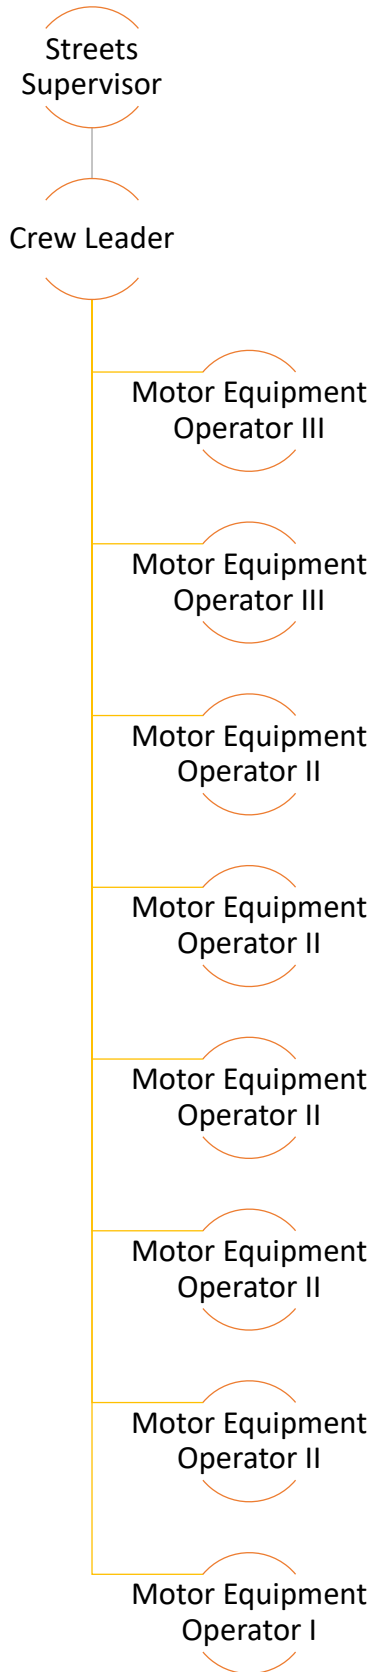 Streets
Supervisor
Crew Leader
Motor Equipment
Operator III
Motor Equipment
Operator III
Motor Equipment
Operator II
Motor Equipment
Operator II
Motor Equipment
Operator II
Motor Equipment
Operator II
Motor Equipment
Operator II
Motor Equipment
Operator I